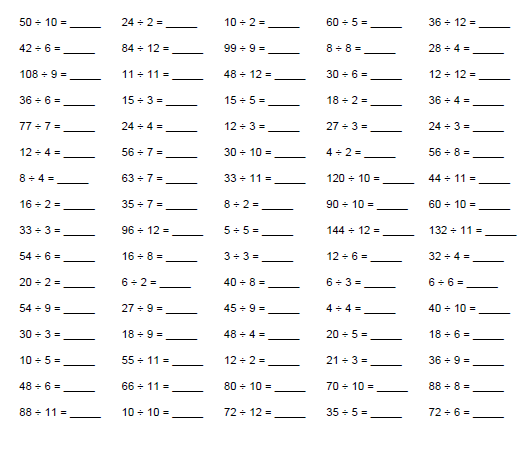 50 ÷ 10 = _____ 24 ÷ 2 = _____ 10 ÷ 2 = _____ 60 ÷ 5 = _____ 36 ÷ 12 = _____
42 ÷ 6 = _____ 84 ÷ 12 = _____ 99 ÷ 9 = _____ 8 ÷ 8 = _____ 28 ÷ 4 = _____
108 ÷ 9 = _____ 11 ÷ 11 = _____ 48 ÷ 12 = _____ 30 ÷ 6 = _____ 12 ÷ 12 = _____
36 ÷ 6 = _____ 15 ÷ 3 = _____ 15 ÷ 5 = _____ 18 ÷ 2 = _____ 36 ÷ 4 = _____
77 ÷ 7 = _____ 24 ÷ 4 = _____ 12 ÷ 3 = _____ 27 ÷ 3 = _____ 24 ÷ 3 = _____
12 ÷ 4 = _____ 56 ÷ 7 = _____ 30 ÷ 10 = _____ 4 ÷ 2 = _____ 56 ÷ 8 = _____
8 ÷ 4 = _____ 63 ÷ 7 = _____ 33 ÷ 11 = _____ 120 ÷ 10 = _____ 44 ÷ 11 = _____
16 ÷ 2 = _____ 35 ÷ 7 = _____ 8 ÷ 2 = _____ 90 ÷ 10 = _____ 60 ÷ 10 = _____
33 ÷ 3 = _____ 96 ÷ 12 = _____ 5 ÷ 5 = _____ 144 ÷ 12 = _____ 132 ÷ 11 = _____
54 ÷ 6 = _____ 16 ÷ 8 = _____ 3 ÷ 3 = _____ 12 ÷ 6 = _____ 32 ÷ 4 = _____
20 ÷ 2 = _____ 6 ÷ 2 = _____ 40 ÷ 8 = _____ 6 ÷ 3 = _____ 6 ÷ 6 = _____
54 ÷ 9 = _____ 27 ÷ 9 = _____ 45 ÷ 9 = _____ 4 ÷ 4 = _____ 40 ÷ 10 = _____
30 ÷ 3 = _____ 18 ÷ 9 = _____ 48 ÷ 4 = _____ 20 ÷ 5 = _____ 18 ÷ 6 = _____
10 ÷ 5 = _____ 55 ÷ 11 = _____ 12 ÷ 2 = _____ 21 ÷ 3 = _____ 36 ÷ 9 = _____
48 ÷ 6 = _____ 66 ÷ 11 = _____ 80 ÷ 10 = _____ 70 ÷ 10 = _____ 88 ÷ 8 = _____
88 ÷ 11 = _____ 10 ÷ 10 = _____ 72 ÷ 12 = _____ 35 ÷ 5 = _____ 72 ÷ 6 = _____